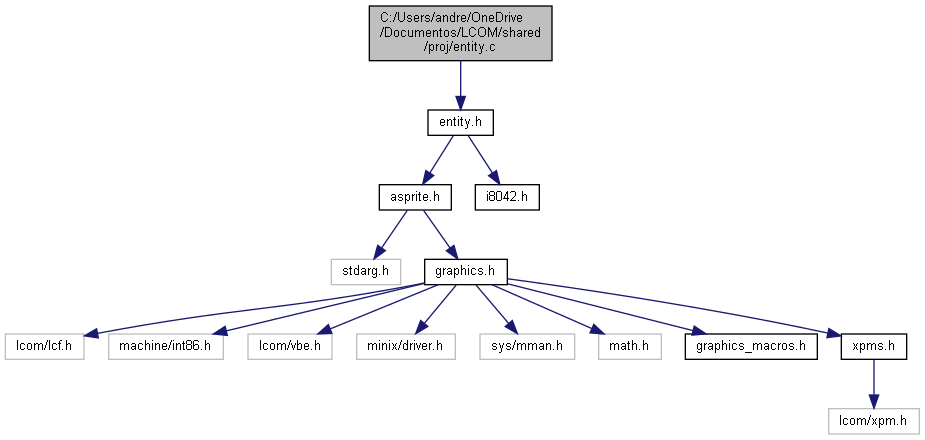 C:/Users/andre/OneDrive
/Documentos/LCOM/shared
/proj/entity.c
entity.h
asprite.h
i8042.h
stdarg.h
graphics.h
lcom/lcf.h
machine/int86.h
lcom/vbe.h
minix/driver.h
sys/mman.h
math.h
graphics_macros.h
xpms.h
lcom/xpm.h